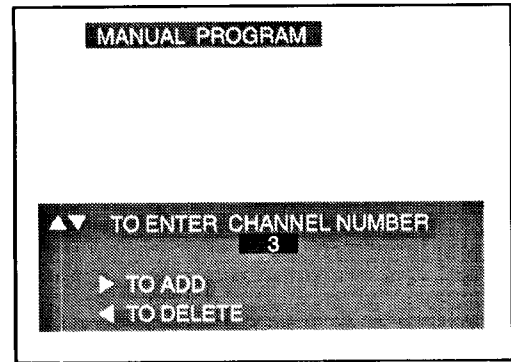 MANUAL PROGRAM
▲▼ TO ENTER CHANNEL NUMBER
3
▶ TO ADD
◀ TO DELETE